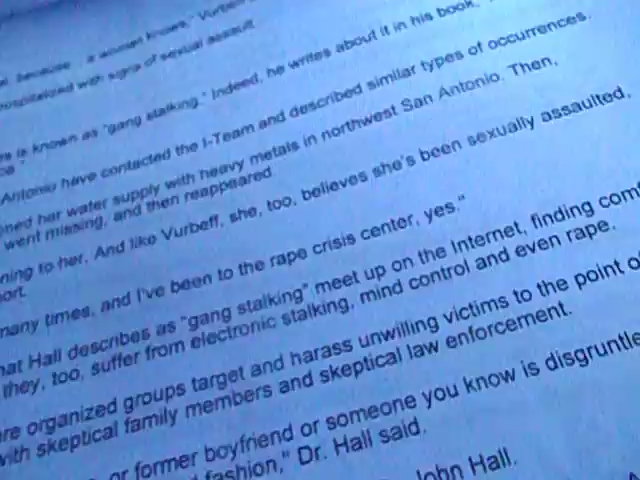 because a woman knows," Vurbeff
hospitalized with signs of sexual assault.
is known as "gang stalking." Indeed, he writes about it in his book,
Antonio have contacted the I-Team and described similar types of occurrences.
ned her water supply with heavy metals in northwest San Antonio. Then,
went missing, and then reappeared.
ning to her. And like Vurbeff, she, too, believes she's been sexually assaulted.
ort.
many times, and I've been to the rape crisis center, yes."
hat Hall describes as "gang stalking" meet up on the Internet, finding com
they, too, suffer from electronic stalking, mind control and even rape.
re organized groups target and harass unwilling victims to the point o
with skeptical family members and skeptical law enforcement.
or former boyfriend or someone you know is disgruntle
fashion," Dr. Hall said.
John Hall.